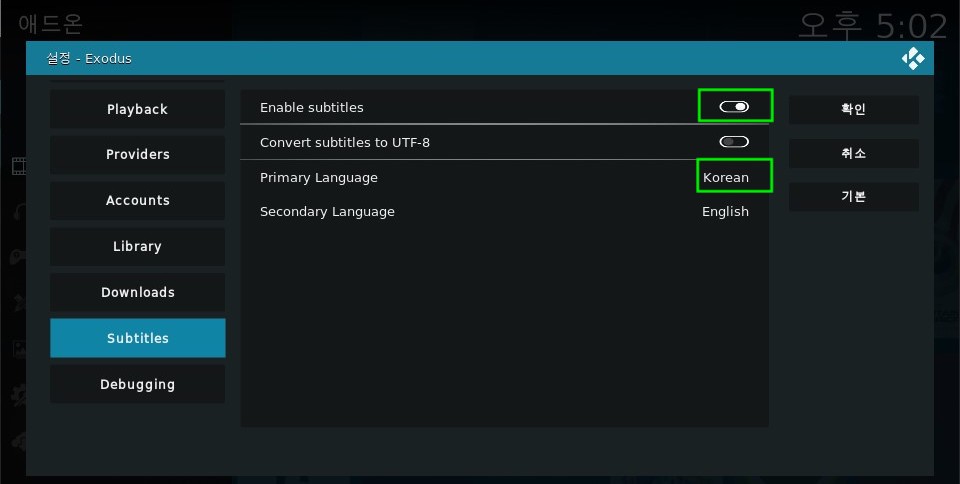 애드온
오후 5:02
설정 - Exodus
Playback
Providers
Accounts
Library
Downloads
Subtitles
Debugging
Enable subtitles
Convert subtitles to UTF-8
Primary Language Korean
Secondary Language English
확인
취소
기본